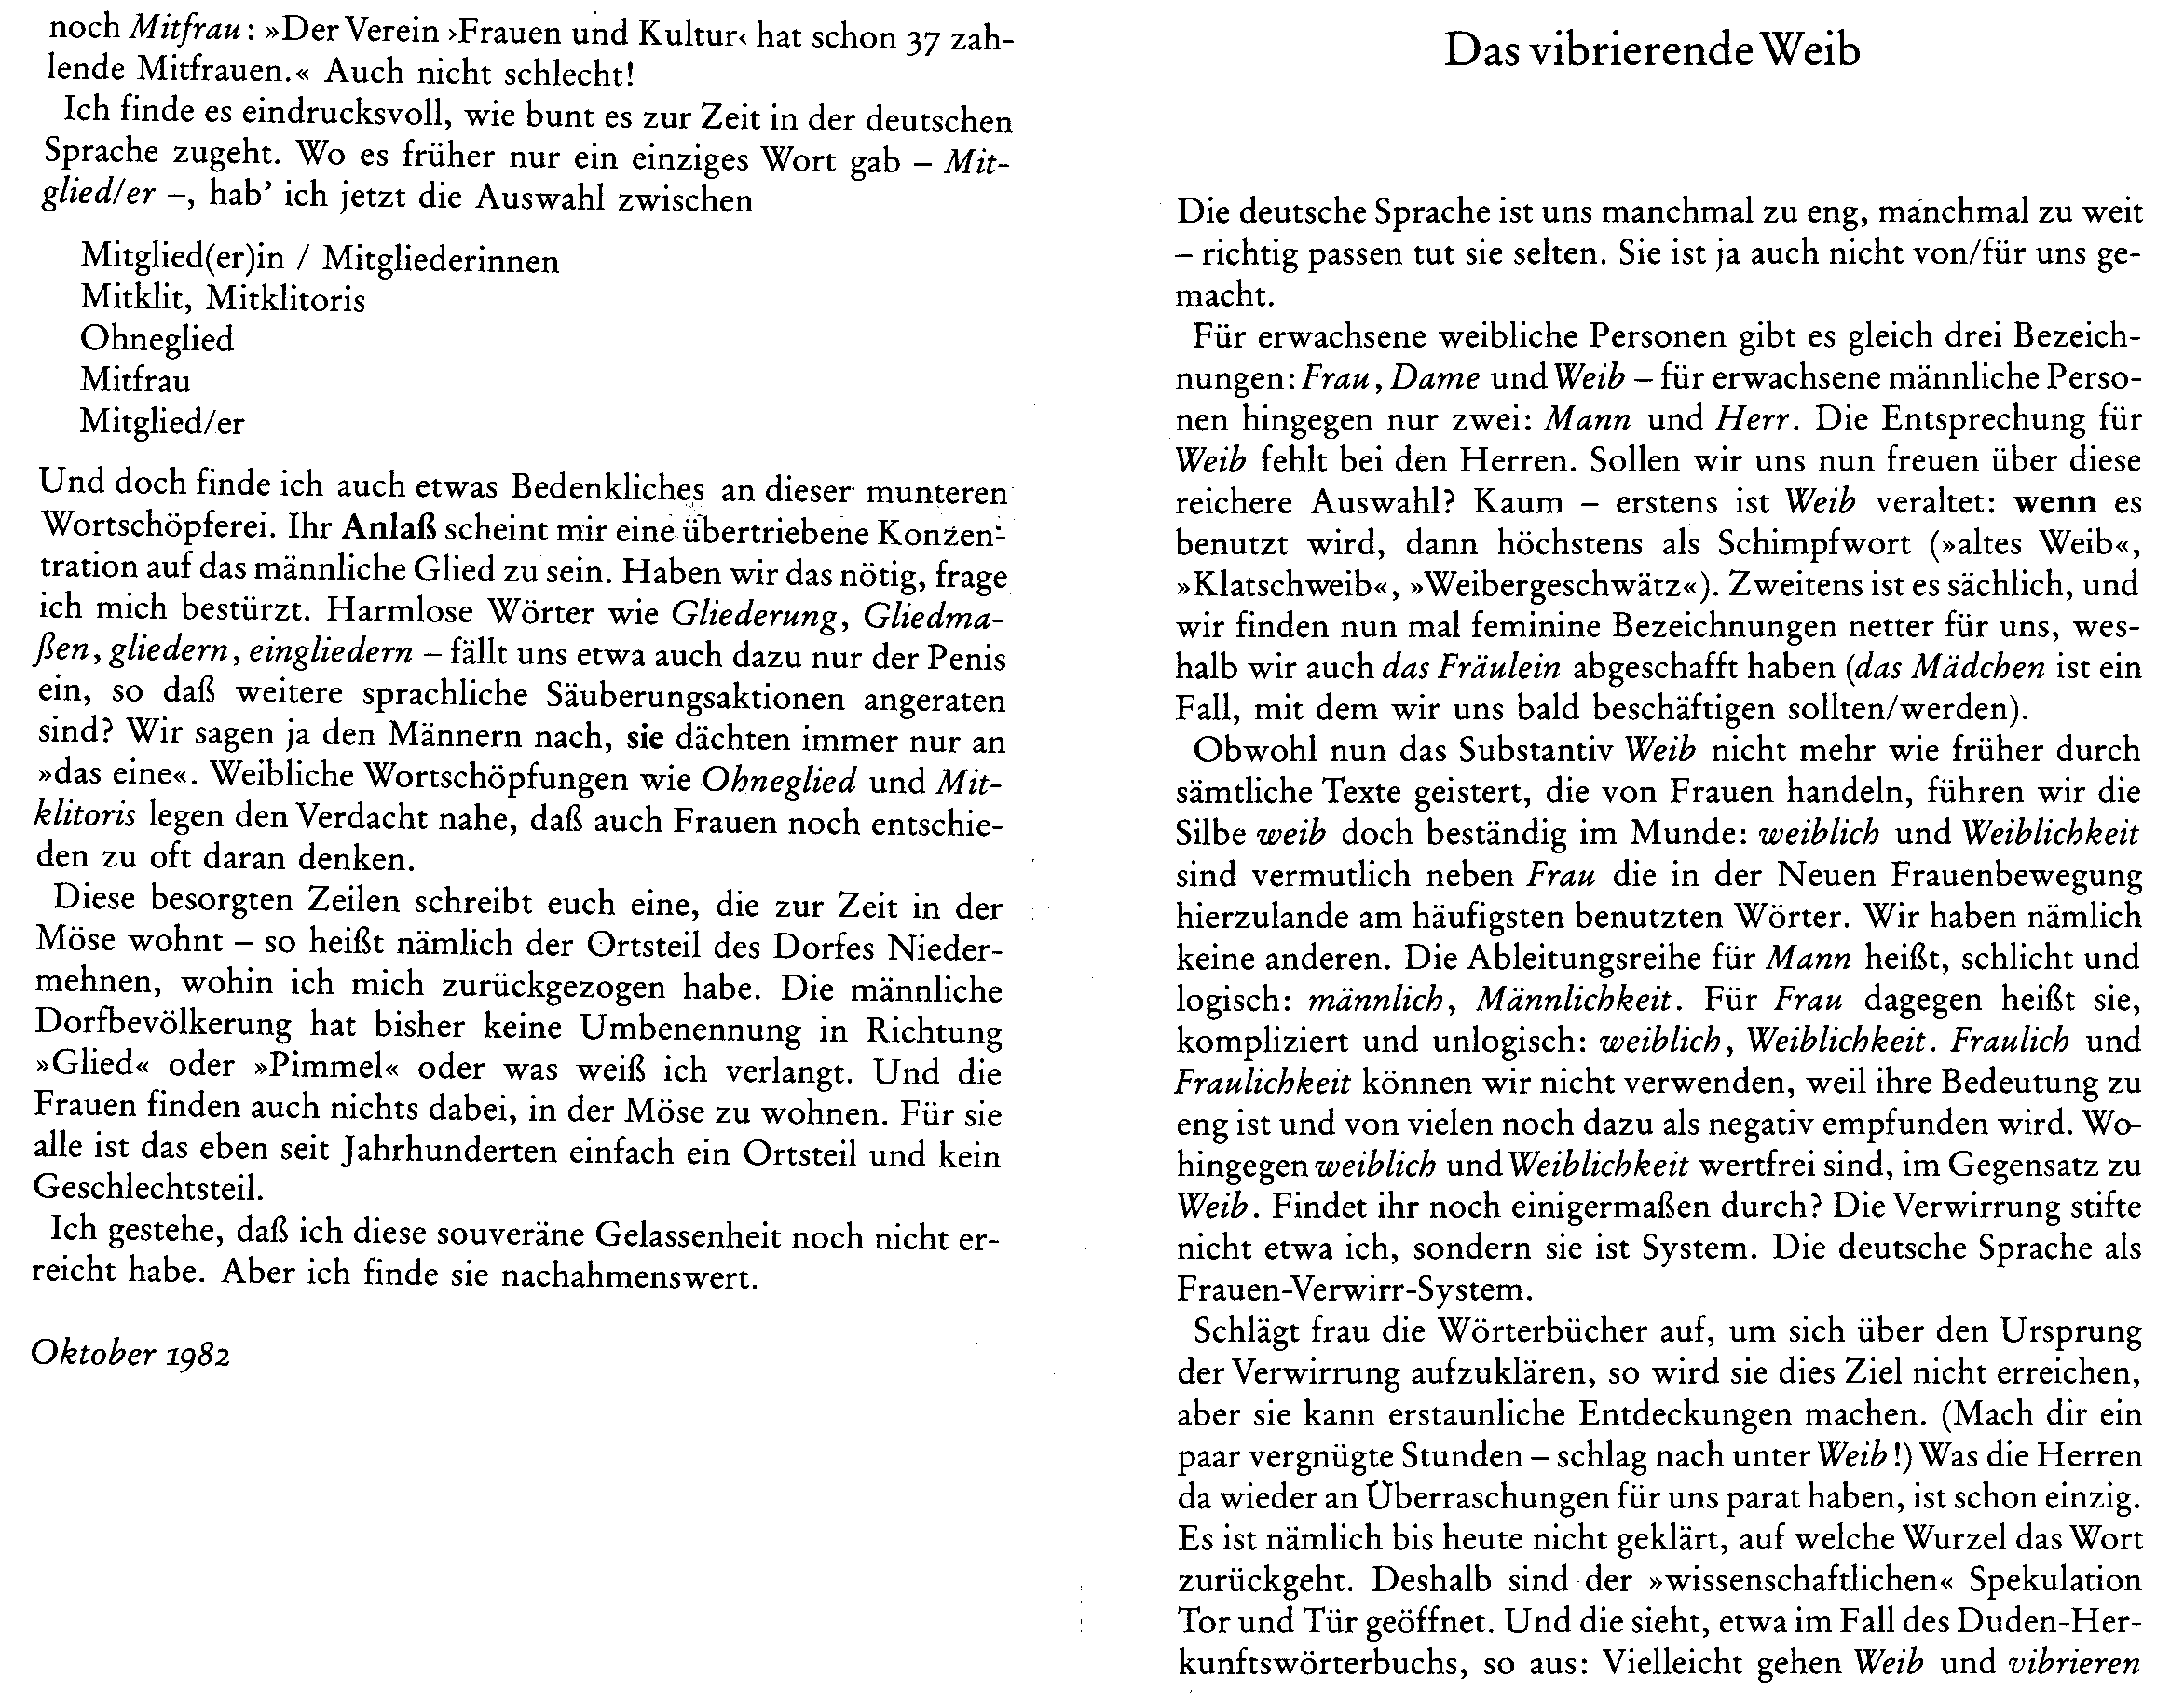 noch Mitfrau: »Der Verein ›Frauen und Kultur‹ hat schon 37 zah-
lende Mitfrauen.« Auch nicht schlecht!
Ich finde es eindrucksvoll, wie bunt es zur Zeit in der deutschen
Sprache zugeht. Wo es früher nur ein einziges Wort gab – Mit-
glied/er –, hab’ ich jetzt die Auswahl zwischen
Mitglied(er)in / Mitgliederinnen
Mitklit, Mitklitoris
Ohneglied
Mitfrau
Mitglied/er
Und doch finde ich auch etwas Bedenkliches an dieser munteren
Wortschöpferei. Ihr Anlaß scheint mir eine übertriebene Konzen-
tration auf das männliche Glied zu sein. Haben wir das nötig, frage
ich mich bestürzt. Harmlose Wörter wie Gliederung, Gliedma-
ßen, gliedern, eingliedern – fällt uns etwa auch dazu nur der Penis
ein, so daß weitere sprachliche Säuberungsaktionen angeraten
sind? Wir sagen ja den Männern nach, sie dächten immer nur an
»das eine«. Weibliche Wortschöpfungen wie Ohneglied und Mit-
klitoris legen den Verdacht nahe, daß auch Frauen noch entschie-
den zu oft daran denken.
Diese besorgten Zeilen schreibt euch eine, die zur Zeit in der
Möse wohnt – so heißt nämlich der Ortsteil des Dorfes Nieder-
mehnen, wohin ich mich zurückgezogen habe. Die männliche
Dorfbevölkerung hat bisher keine Umbenennung in Richtung
»Glied« oder »Pimmel« oder was weiß ich verlangt. Und die
Frauen finden auch nichts dabei, in der Möse zu wohnen. Für sie
alle ist das eben seit Jahrhunderten einfach ein Ortsteil und kein
Geschlechtsteil.
Ich gestehe, daß ich diese souveräne Gelassenheit noch nicht er-
reicht habe. Aber ich finde sie nachahmenswert.
Oktober 1982
Das vibrierende Weib
Die deutsche Sprache ist uns manchmal zu eng, manchmal zu weit
– richtig passen tut sie selten. Sie ist ja auch nicht von/für uns ge-
macht.
Für erwachsene weibliche Personen gibt es gleich drei Bezeich-
nungen: Frau, Dame und Weib – für erwachsene männliche Perso-
nen hingegen nur zwei: Mann und Herr. Die Entsprechung für
Weib fehlt bei den Herren. Sollen wir uns nun freuen über diese
reichere Auswahl? Kaum – erstens ist Weib veraltet: wenn es
benutzt wird, dann höchstens als Schimpfwort (»altes Weib«,
»Klatschweib«, »Weibergeschwätz«). Zweitens ist es sächlich, und
wir finden nun mal feminine Bezeichnungen netter für uns, wes-
halb wir auch das Fräulein abgeschafft haben (das Mädchen ist ein
Fall, mit dem wir uns bald beschäftigen sollten/werden).
Obwohl nun das Substantiv Weib nicht mehr wie früher durch
sämtliche Texte geistert, die von Frauen handeln, führen wir die
Silbe weib doch beständig im Munde: weiblich und Weiblichkeit
sind vermutlich neben Frau die in der Neuen Frauenbewegung
hierzulande am häufigsten benutzten Wörter. Wir haben nämlich
keine anderen. Die Ableitungsreihe für Mann heißt, schlicht und
logisch: männlich, Männlichkeit. Für Frau dagegen heißt sie,
kompliziert und unlogisch: weiblich, Weiblichkeit. Fraulich und
Fraulichkeit können wir nicht verwenden, weil ihre Bedeutung zu
eng ist und von vielen noch dazu als negativ empfunden wird. Wo-
hingegen weiblich und Weiblichkeit wertfrei sind, im Gegensatz zu
Weib. Findet ihr noch einigermaßen durch? Die Verwirrung stifte
nicht etwa ich, sondern sie ist System. Die deutsche Sprache als
Frauen-Verwirr-System.
Schlägt frau die Wörterbücher auf, um sich über den Ursprung
der Verwirrung aufzuklären, so wird sie dies Ziel nicht erreichen,
aber sie kann erstaunliche Entdeckungen machen. (Mach dir ein
paar vergnügte Stunden – schlag nach unter Weib!) Was die Herren
da wieder an Überraschungen für uns parat haben, ist schon einzig.
Es ist nämlich bis heute nicht geklärt, auf welche Wurzel das Wort
zurückgeht. Deshalb sind der »wissenschaftlichen« Spekulation
Tor und Tür geöffnet. Und die sieht, etwa im Fall des Duden-Her-
kunftswörterbuchs, so aus: Vielleicht gehen Weib und vibrieren